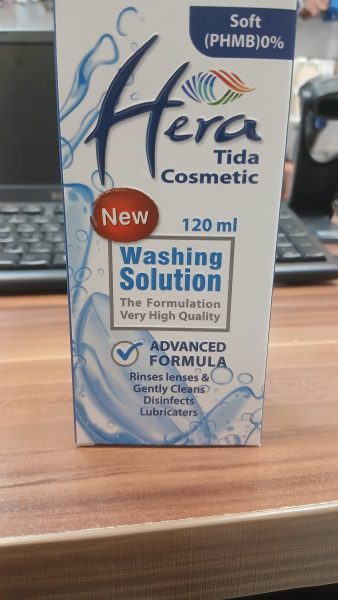 Soft
(PHMB)0%
Hera
Tida
Cosmetic
New
120 ml
Washing
Solution
The Formulation
Very High Quality
ADVANCED
FORMULA
Rinses lenses &
Gently Cleans
Disinfects
Lubricaters